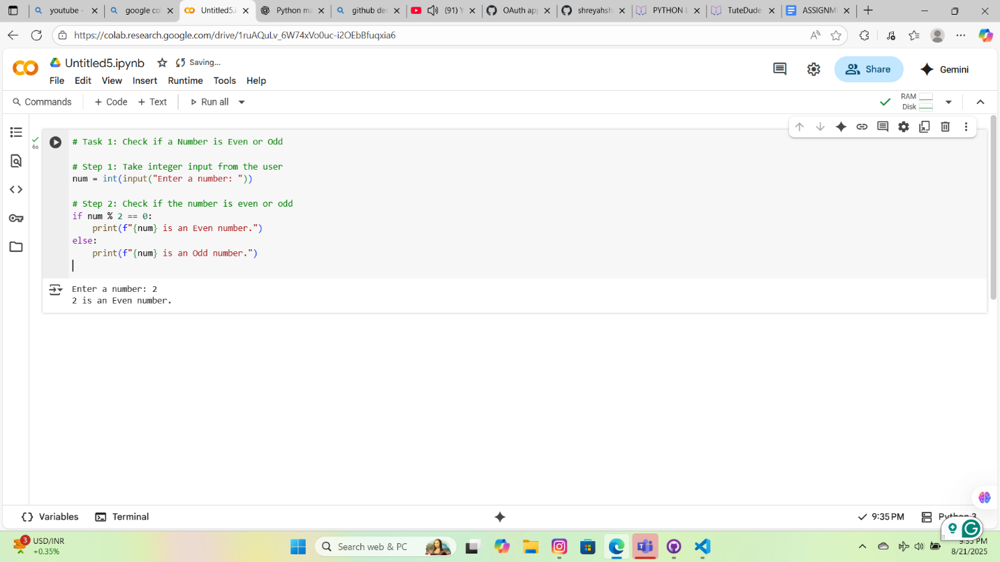 youtube -
google co
Untitled5.i
Python ma
github des
(91) Y
OAuth app
shreyahsh
PYTHON L
TuteDude
ASSIGNM
https://colab.research.google.com/drive/1ruAQuLv_6W74xVo0uc-i2OEbBfuqxia6
Untitled5.ipynb
Saving...
File Edit View Insert Runtime Tools Help
Share
Gemini
Commands + Code + Text Run all
RAM
Disk
6s
# Task 1: Check if a Number is Even or Odd
# Step 1: Take integer input from the user
num = int(input("Enter a number: "))
# Step 2: Check if the number is even or odd
if num % 2 == 0:
    print(f"{num} is an Even number.")
else:
    print(f"{num} is an Odd number.")
Enter a number: 2
2 is an Even number.
Variables Terminal
9:35 PM
Python 3
3
USD/INR
+0.35%
Search web & PC
9:35 PM
8/21/2025